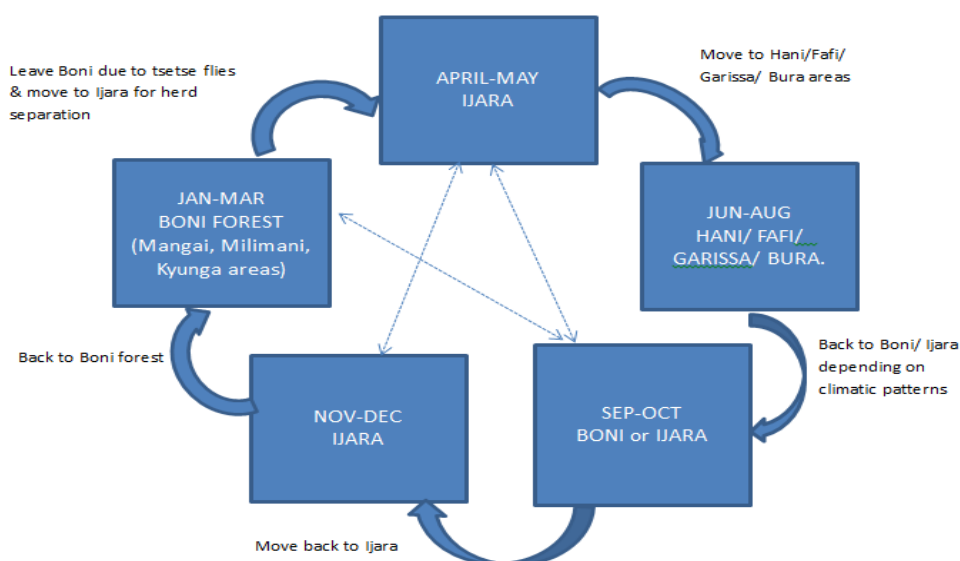 Leave Boni due to tsetse flies
& move to Ijara for herd
separation
APRIL-MAY
IJARA
Move to Hani/Fafi/
Garissa/ Bura areas
JAN-MAR
BONI FOREST
(Mangai, Milimani,
Kyunga areas)
JUN-AUG
HANI/ FAFI/
GARISSA/ BURA.
Back to Boni forest
Back to Boni/ Ijara
depending on
climatic patterns
NOV-DEC
IJARA
SEP-OCT
BONI or IJARA
Move back to Ijara